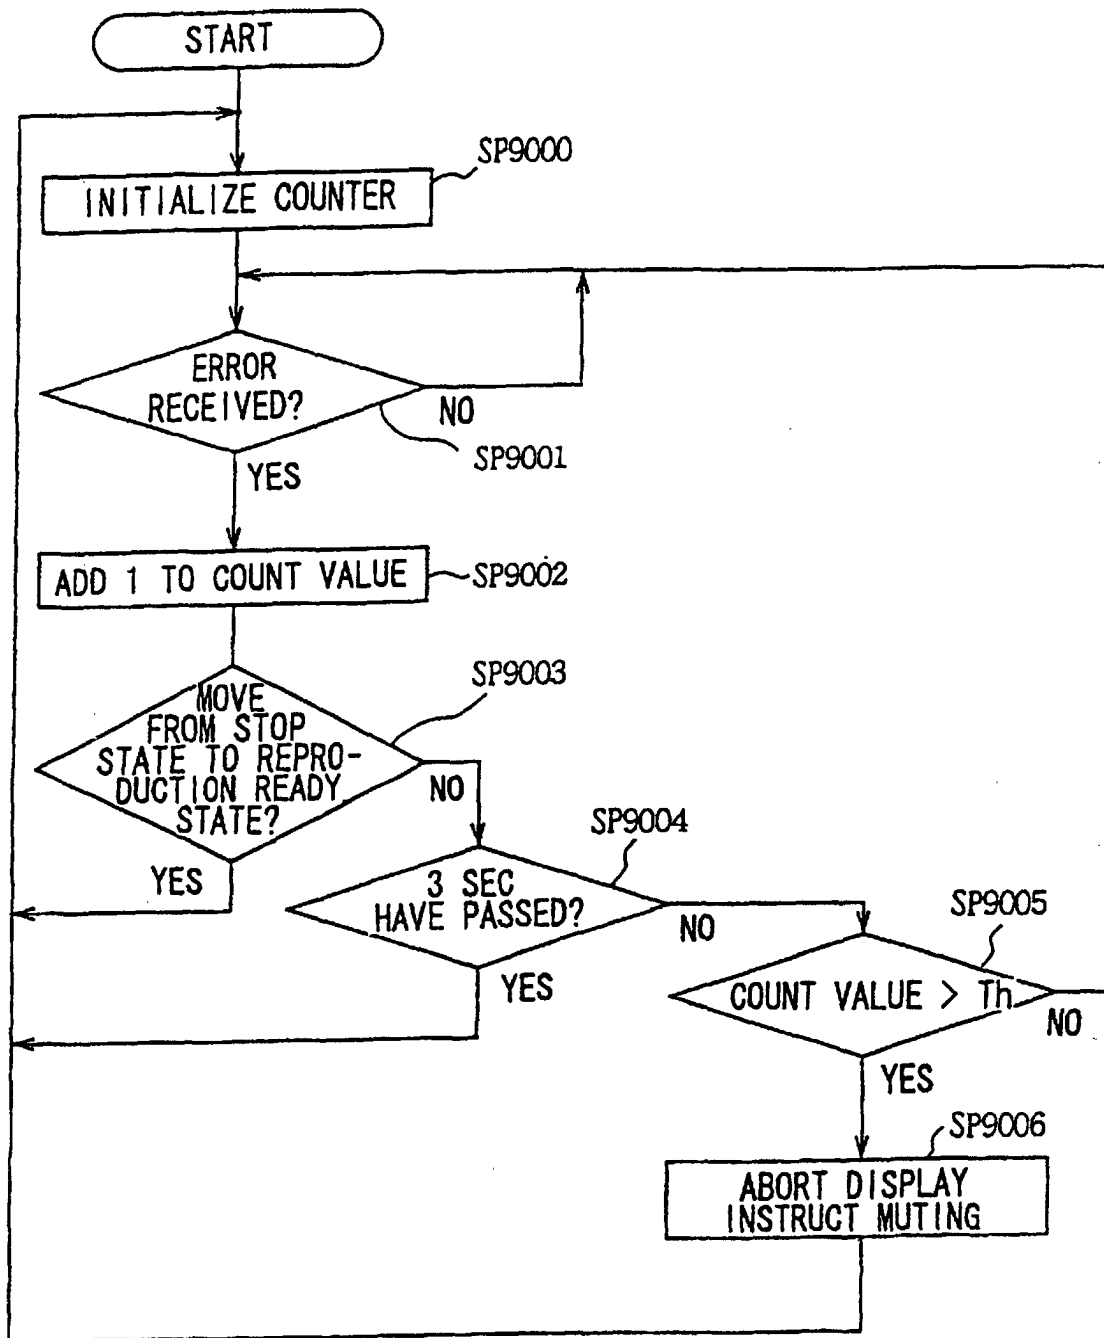 START
SP9000
INITIALIZE COUNTER
ERROR
RECEIVED?
NO
SP9001
YES
ADD 1 TO COUNT VALUE
SP9002
SP9003
MOVE
FROM STOP
STATE TO REPRO-
DUCTION READY
STATE?
NO
YES
SP9004
3 SEC
HAVE PASSED?
NO
YES
SP9005
COUNT VALUE > Th
NO
YES
SP9006
ABORT DISPLAY
INSTRUCT MUTING